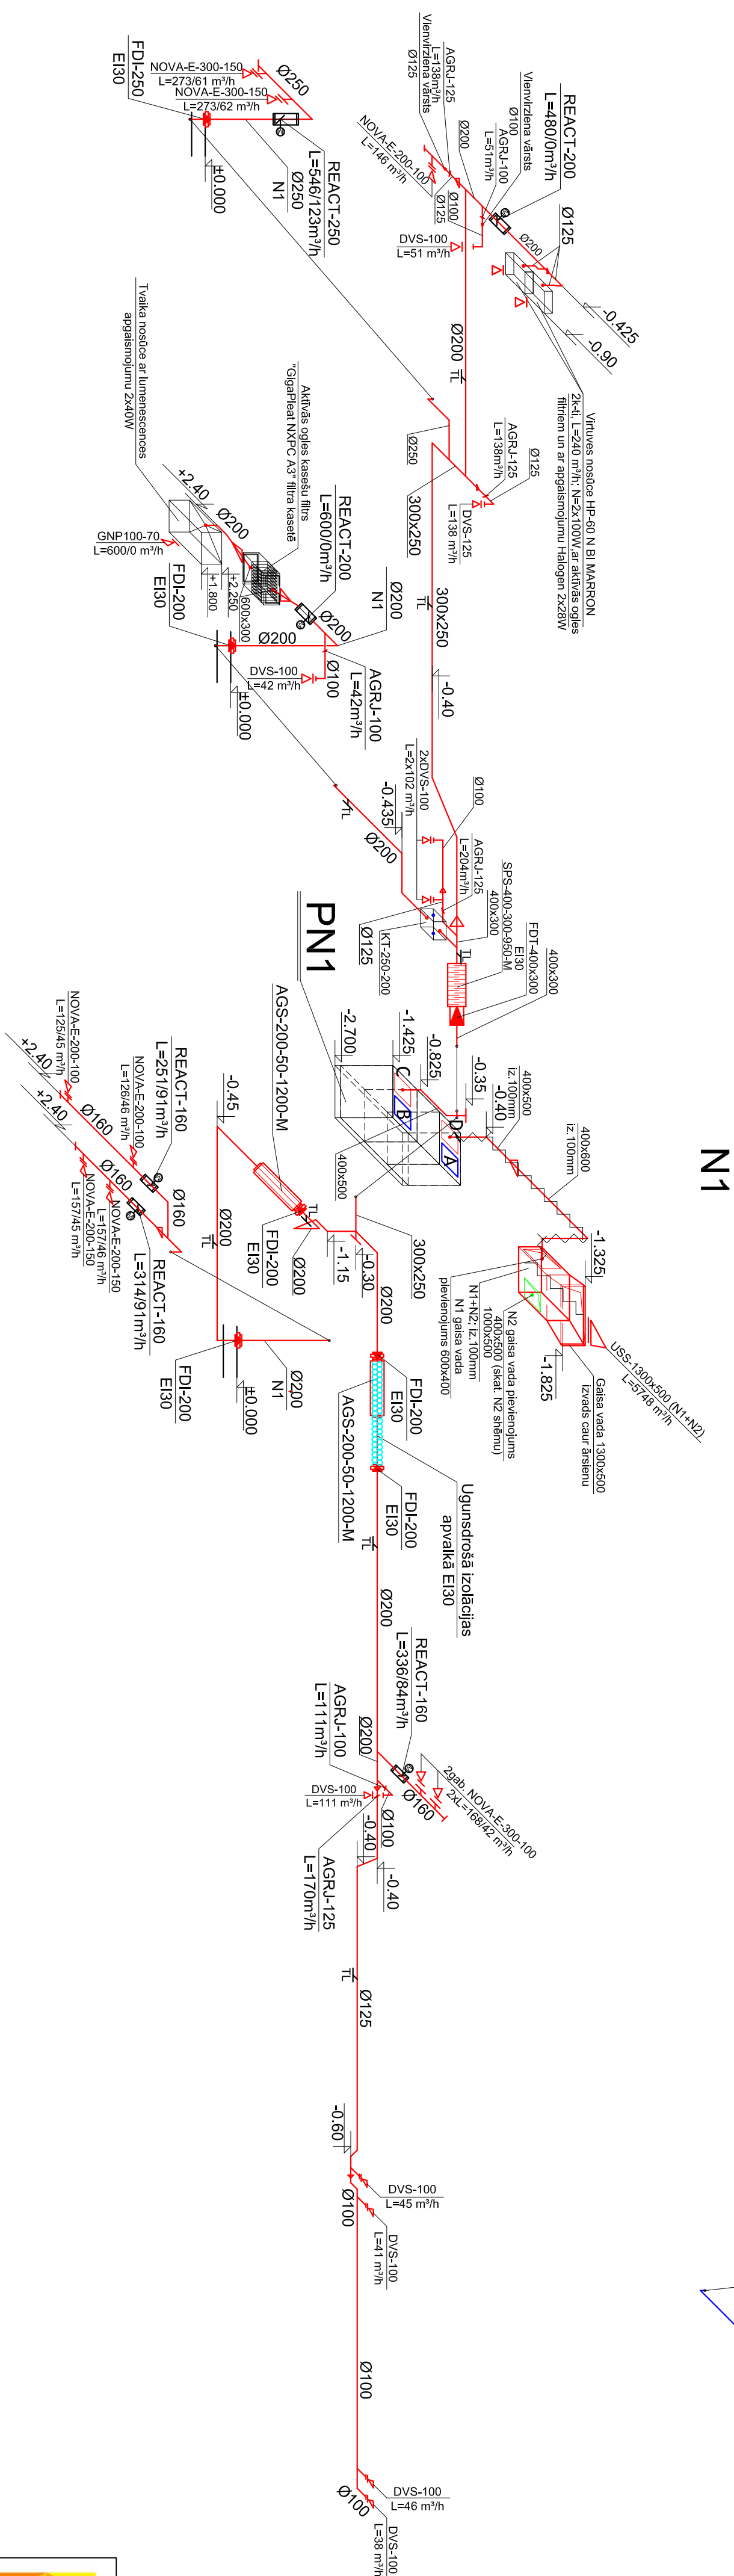 N1
FDI-250
EI30
NOVA-E-300-150
L=273/61 m³/h
NOVA-E-300-150
L=273/62 m³/h
Ø250
REACT-250
L=546/123m³/h
Ø250
N1
±0.000
Vienvirziena vārsts
Ø125
AGRJ-125
L=138m³/h
NOVA-E-200-100
L=146 m³/h
Ø200
Ø125
Ø100
Vienvirziena vārsts
Ø100
AGRJ-100
L=51m³/h
REACT-200
L=480/0m³/h
DVS-100
L=51 m³/h
Ø125
Ø200
-0.425
-0.90
Virtuves nosūce HP-60 N BI MARRON
2k-ti, L=240 m³/h; N=2x100W,ar aktīvās ogles
filtriem un ar apgaismojumu Halogen 2x28W
Ø200
TL
Ø250
300x250
AGRJ-125
L=138m³/h
Ø125
DVS-125
L=138 m³/h
300x250
TL
-0.40
Tvaika nosūce ar lumenescences
apgaismojumu 2x40W
Aktīvās ogles kasešu filtrs
"GigaPleat NXPC A3" filtra kasetē
+2.40
Ø200
GNP100-70
L=600/0 m³/h
+1.800
+2.250
600x300
REACT-200
L=600/0m³/h
Ø200
Ø200
N1
FDI-200
EI30
Ø200
±0.000
Ø100
DVS-100
L=42 m³/h
AGRJ-100
L=42m³/h
TL
Ø200
-0.435
2xDVS-100
L=2x102 m³/h
Ø100
AGRJ-125
L=204m³/h
KT-250-200
Ø125
SPS-400-300-950-M
400x300
TL
FDT-400x300
EI30
400x300
PN1
-2.700
-1.425
-0.825
-0.35
-0.40
C
B
D
A
400x500
400x500
iz.100mm
400x600
iz.100mm
-1.325
-1.825
USS-1300x500 (N1+N2)
L=5748 m³/h
Gaisa vada 1300x500
izvads caur ārsienu
N2 gaisa vada pievienojums
400x500 (skat. N2 shēmu)
1000x500
N1+N2; iz.100mm
N1 gaisa vada
pievienojums 600x400
AGS-200-50-1200-M
-0.45
TL
FDI-200
EI30
Ø200
-1.15
-0.30
300x250
NOVA-E-200-100
L=125/45 m³/h
+2.40
+2.40
Ø160
NOVA-E-200-100
L=126/46 m³/h
REACT-160
L=251/91m³/h
Ø160
NOVA-E-200-150
L=157/45 m³/h
NOVA-E-200-150
L=157/46 m³/h
Ø160
REACT-160
L=314/91m³/h
Ø200
TL
FDI-200
EI30
±0.000
Ø200
N1
Ø200
FDI-200
EI30
AGS-200-50-1200-M
FDI-200
EI30
Ugunsdrošā izolācijas
apvalkā EI30
TL
Ø200
REACT-160
L=336/84m³/h
Ø200
AGRJ-100
L=111m³/h
DVS-100
L=111 m³/h
Ø100
Ø160
2gab. NOVA-E-300-100
2xL=168/42 m³/h
-0.40
-0.40
AGRJ-125
L=170m³/h
TL
Ø125
-0.60
Ø100
DVS-100
L=45 m³/h
DVS-100
L=41 m³/h
Ø100
DVS-100
L=46 m³/h
Ø100
DVS-100
L=38 m³/h